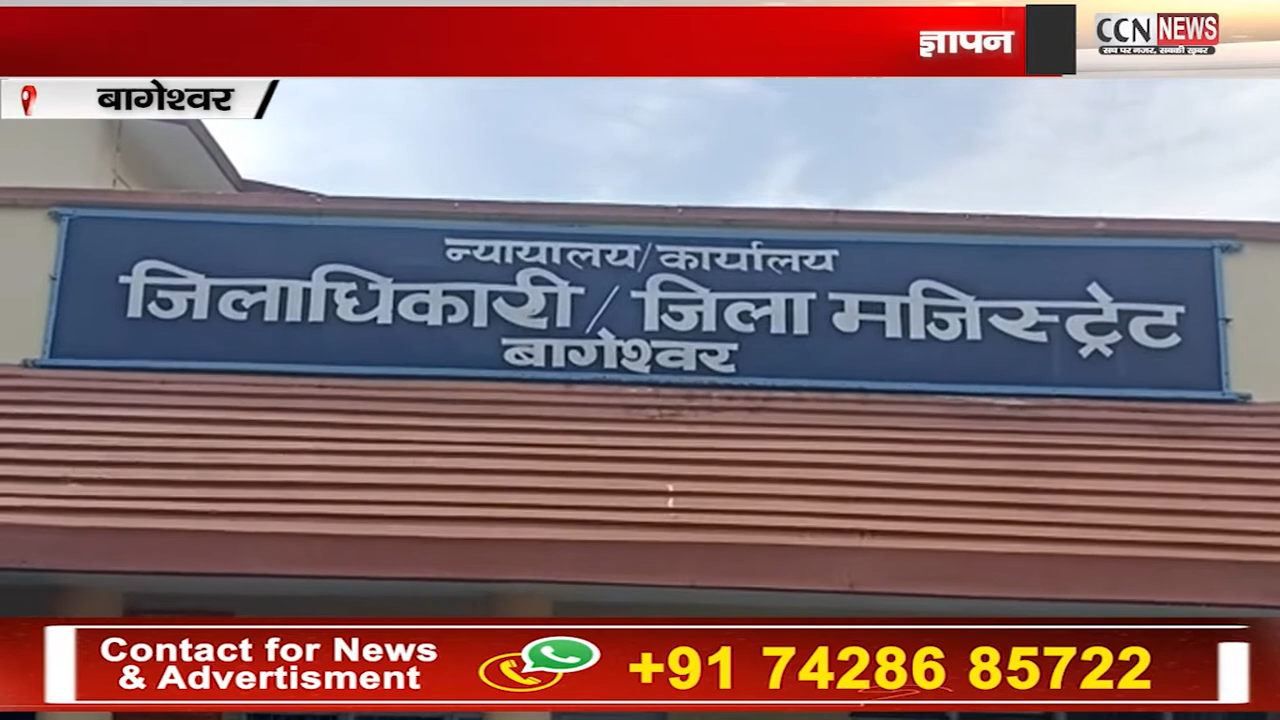 ज्ञापन
CCN NEWS
सच पर नजर, सबकी खबर
बागेश्वर
न्यायालय/कार्यालय
जिलाधिकारी / जिला मजिस्ट्रेट
बागेश्वर
Contact for News
& Advertisment
+91 74286 85722